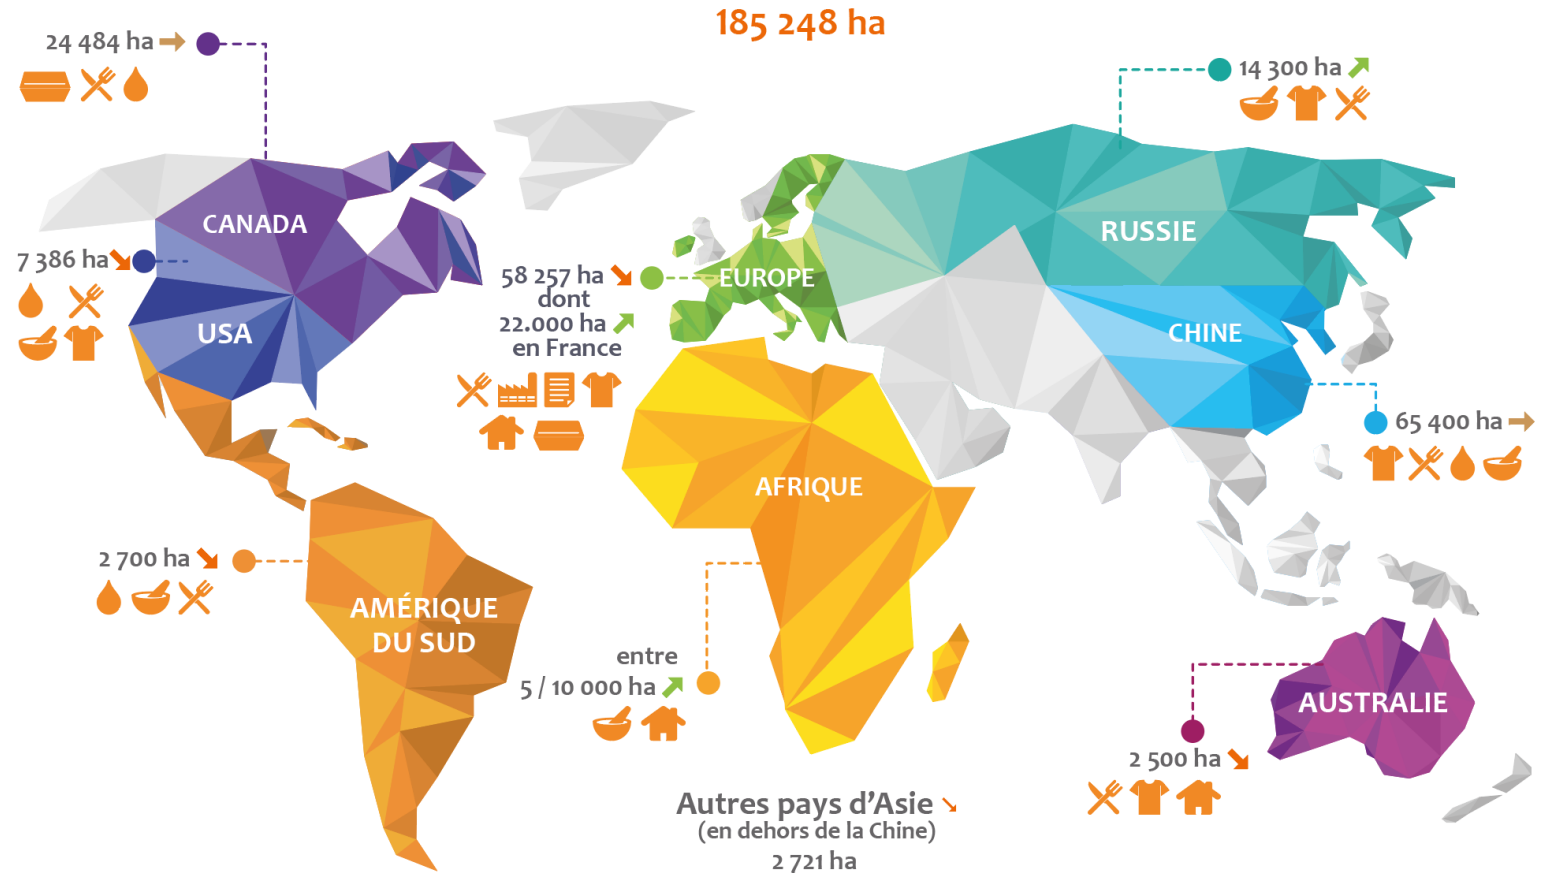 185 248 ha
24 484 ha
14 300 ha
CANADA
RUSSIE
7 386 ha
58 257 ha
dont
22.000 ha
en France
EUROPE
USA
CHINE
65 400 ha
AFRIQUE
2 700 ha
AMÉRIQUE
DU SUD
entre
5 / 10 000 ha
AUSTRALIE
2 500 ha
Autres pays d’Asie
(en dehors de la Chine)
2 721 ha